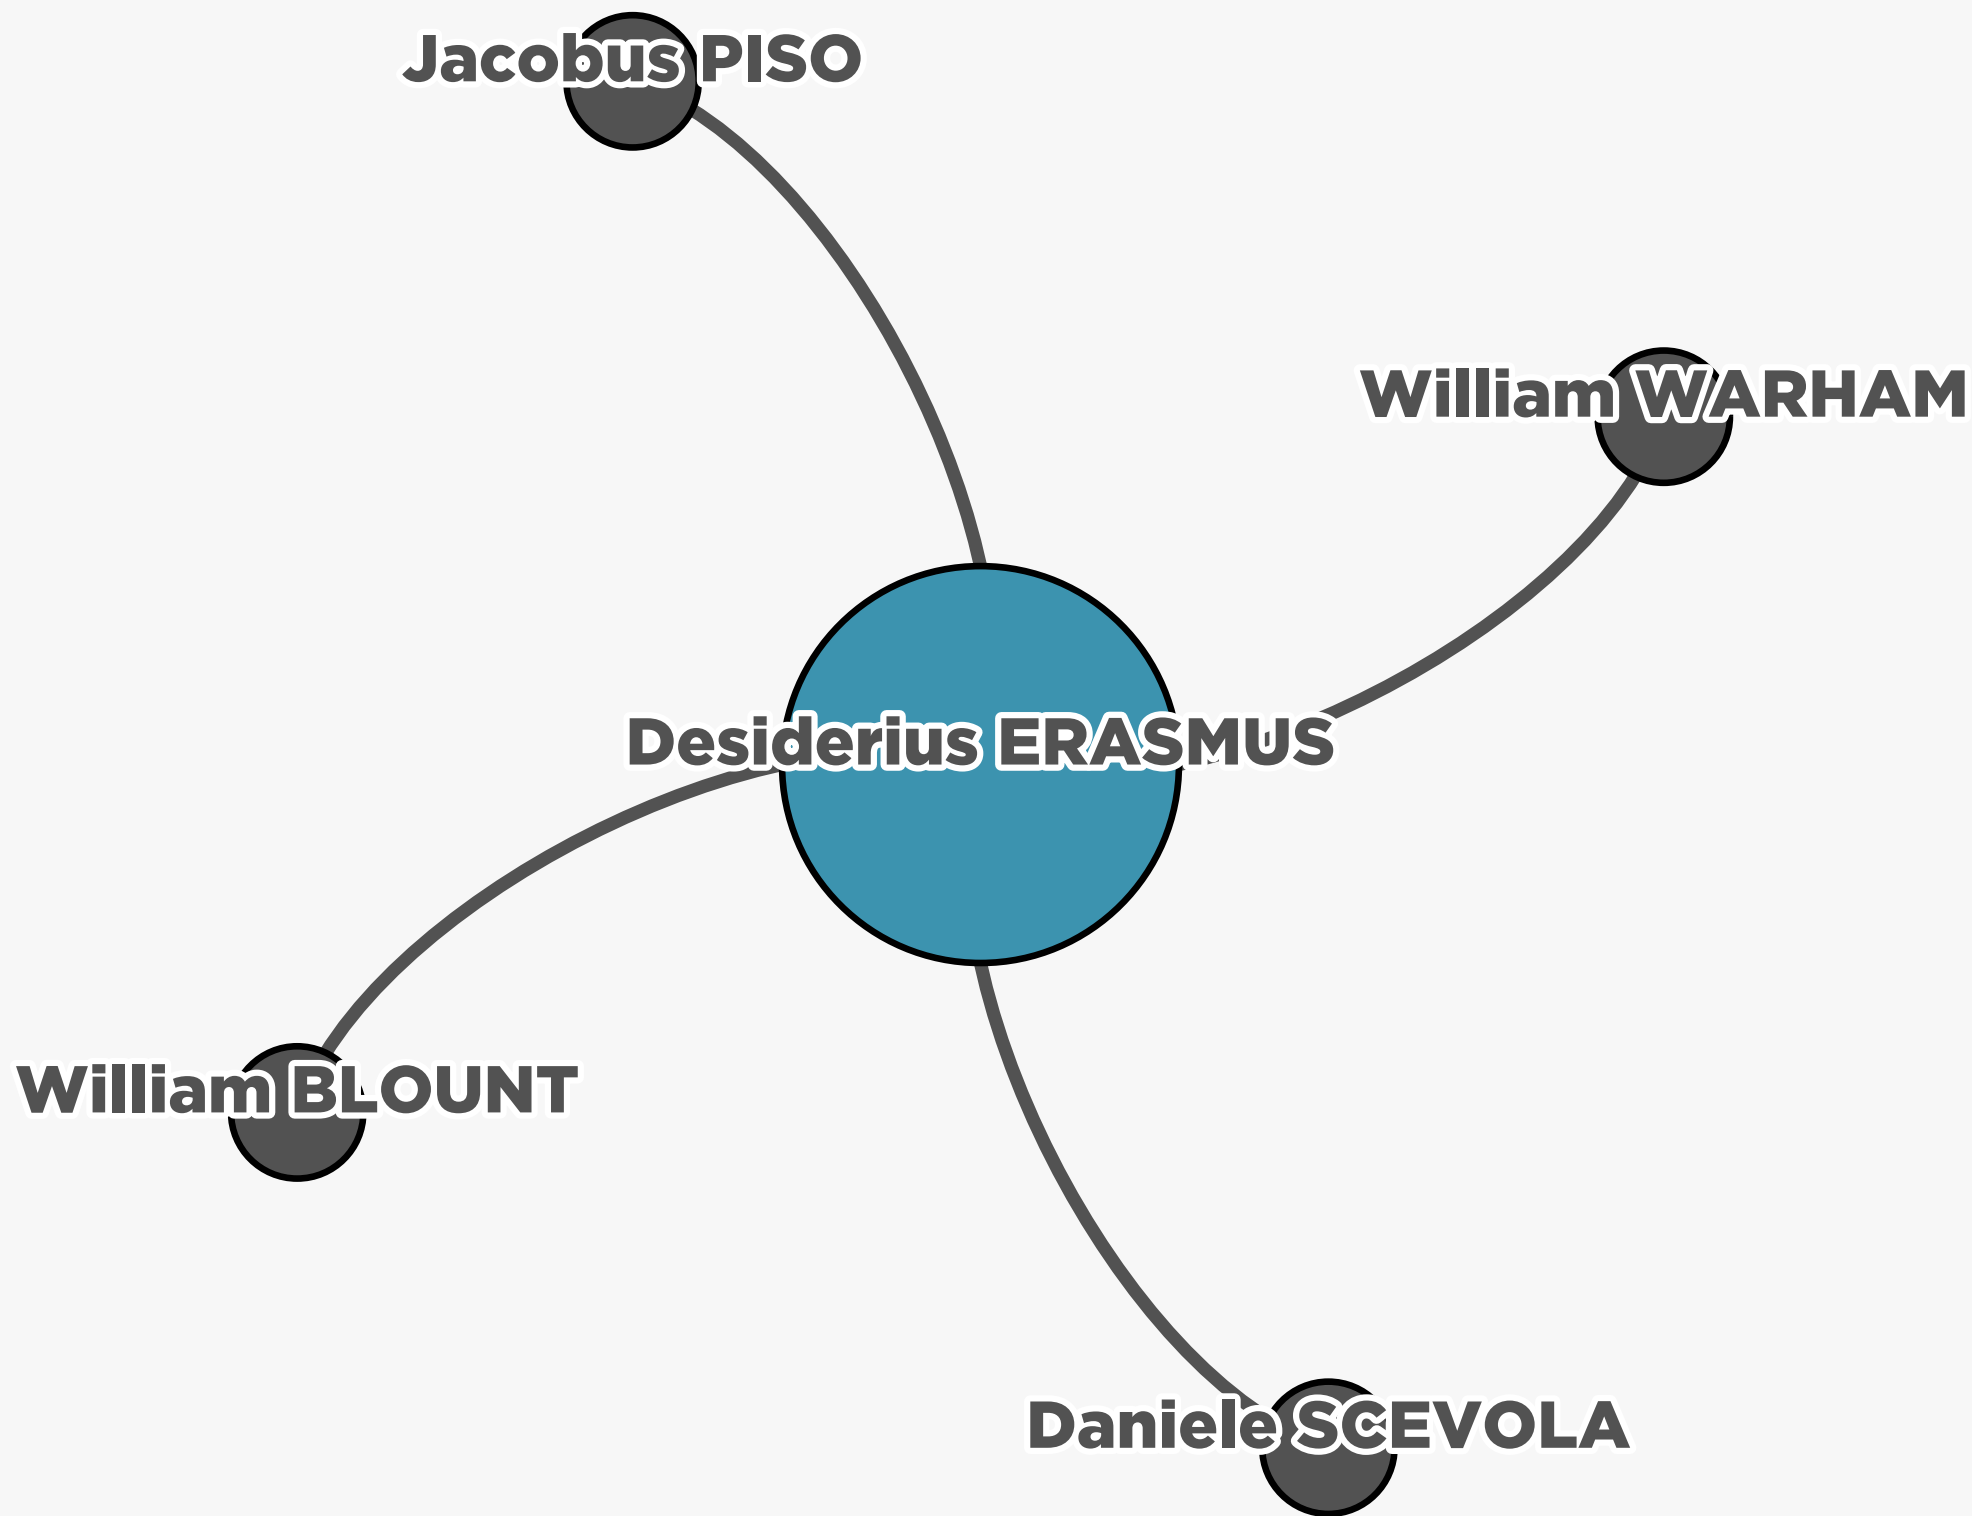 Jacobus PISO
William WARHAM
Desiderius ERASMUS
William BLOUNT
Daniele SCEVOLA